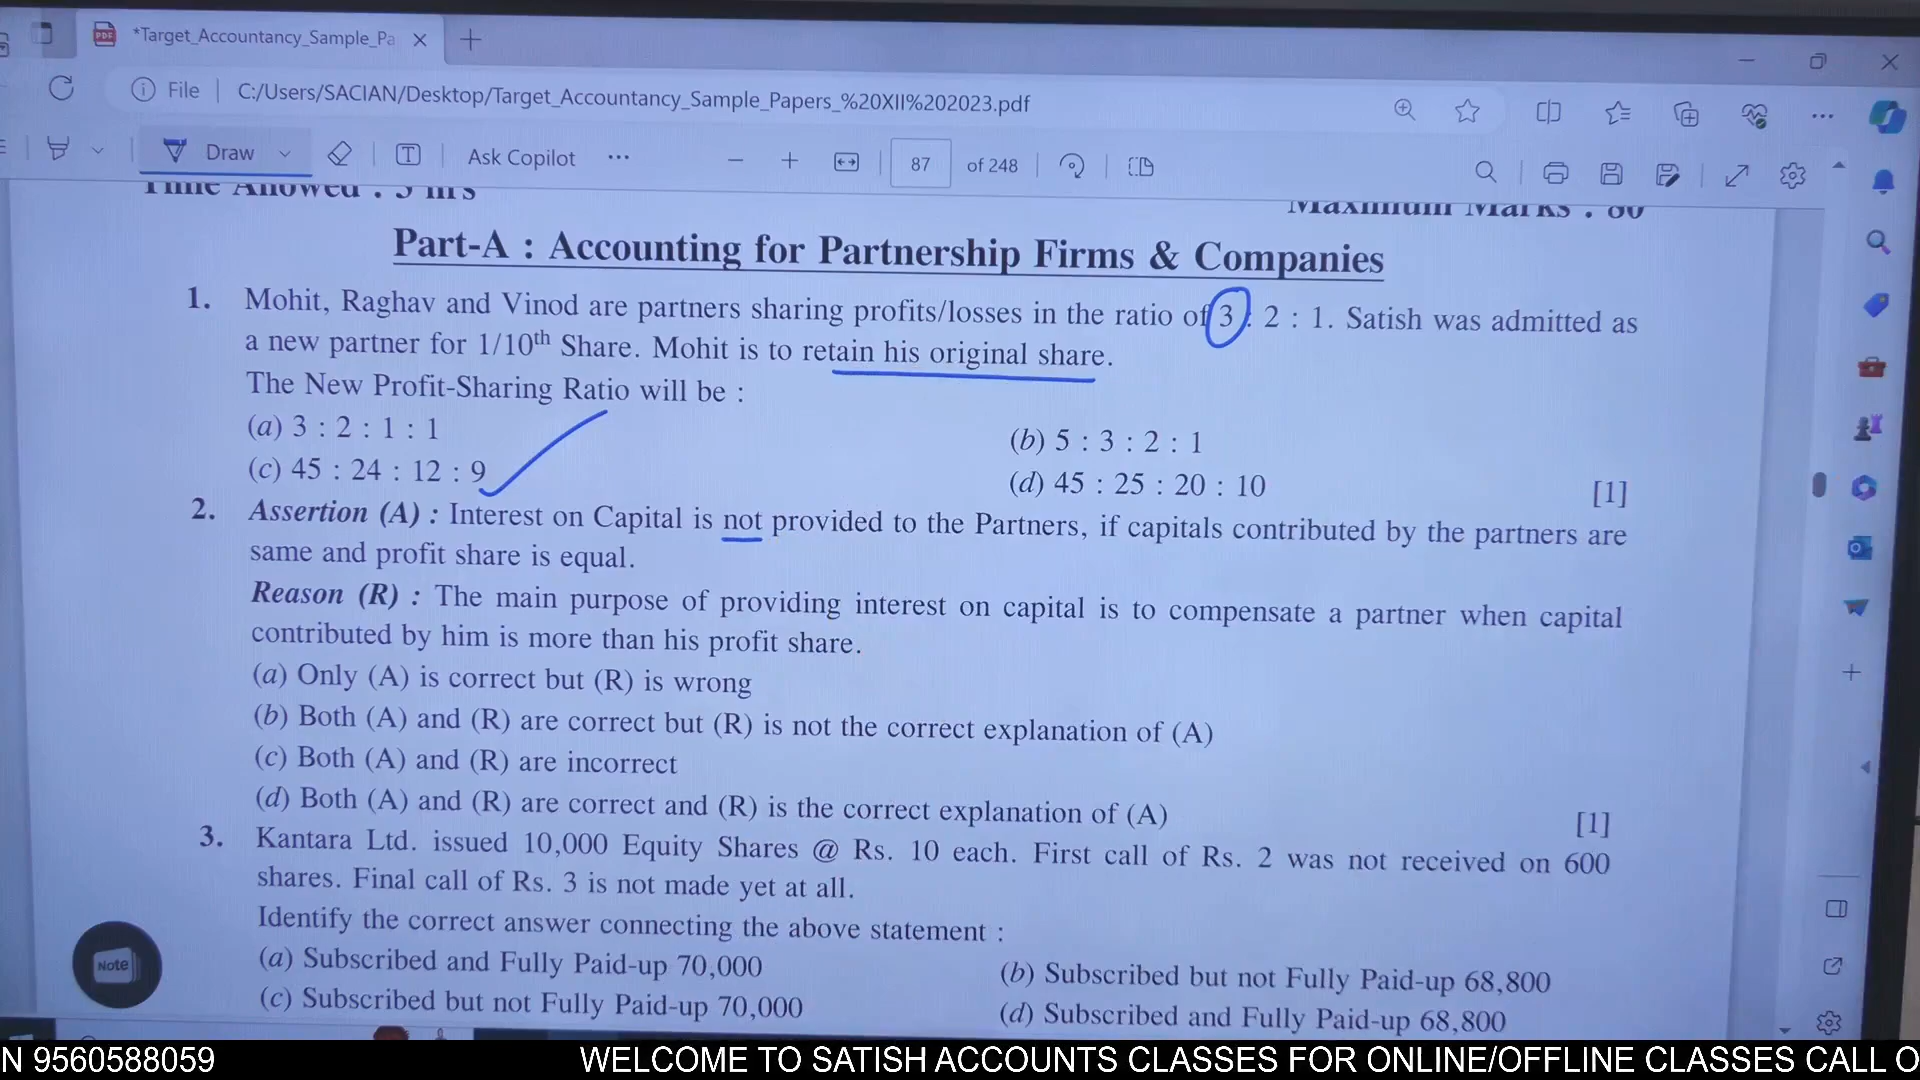 *Target_Accountancy_Sample_Pa
File
C:/Users/SACIAN/Desktop/Target_Accountancy_Sample_Papers_%20XII%202023.pdf
Draw
Ask Copilot
87
of 248
Time Allowed : 3 hrs
Maximum Marks : 80
Part-A : Accounting for Partnership Firms & Companies
1. Mohit, Raghav and Vinod are partners sharing profits/losses in the ratio of 3 : 2 : 1. Satish was admitted as
a new partner for 1/10th Share. Mohit is to retain his original share.
The New Profit-Sharing Ratio will be :
(a) 3 : 2 : 1 : 1
(b) 5 : 3 : 2 : 1
(c) 45 : 24 : 12 : 9
(d) 45 : 25 : 20 : 10
[1]
2. Assertion (A) : Interest on Capital is not provided to the Partners, if capitals contributed by the partners are
same and profit share is equal.
Reason (R) : The main purpose of providing interest on capital is to compensate a partner when capital
contributed by him is more than his profit share.
(a) Only (A) is correct but (R) is wrong
(b) Both (A) and (R) are correct but (R) is not the correct explanation of (A)
(c) Both (A) and (R) are incorrect
(d) Both (A) and (R) are correct and (R) is the correct explanation of (A)
[1]
3. Kantara Ltd. issued 10,000 Equity Shares @ Rs. 10 each. First call of Rs. 2 was not received on 600
shares. Final call of Rs. 3 is not made yet at all.
Identify the correct answer connecting the above statement :
(a) Subscribed and Fully Paid-up 70,000
(b) Subscribed but not Fully Paid-up 68,800
(c) Subscribed but not Fully Paid-up 70,000
(d) Subscribed and Fully Paid-up 68,800
Note
N 9560588059
WELCOME TO SATISH ACCOUNTS CLASSES FOR ONLINE/OFFLINE CLASSES CALL O